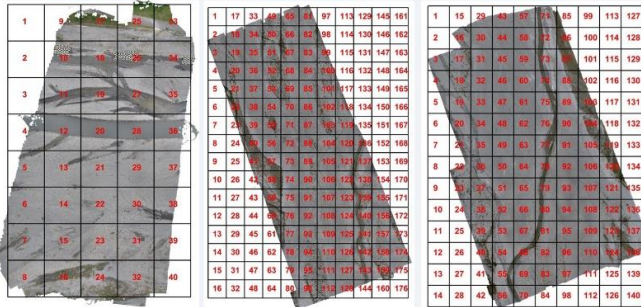 1 9 17 25 33
2 10 18 26 34
3 11 19 27 35
4 12 20 28 36
5 13 21 29 37
6 14 22 30 38
7 15 23 31 39
8 16 24 32 40
1 17 33 49 65 81 97 113 129 145 161
2 18 34 50 66 82 98 114 130 146 162
3 19 35 51 67 83 99 115 131 147 163
4 20 36 52 68 84 100 116 132 148 164
5 21 37 53 69 85 101 117 133 149 165
6 22 38 54 70 86 102 118 134 150 166
7 23 39 55 71 87 103 119 135 151 167
8 24 40 56 72 88 104 120 136 152 168
9 25 41 57 73 89 105 121 137 153 169
10 26 42 58 74 90 106 122 138 154 170
11 27 43 59 75 91 107 123 139 155 171
12 28 44 60 76 92 108 124 140 156 172
13 29 45 61 77 93 109 125 141 157 173
14 30 46 62 78 94 110 126 142 158 174
15 31 47 63 79 95 111 127 143 159 175
16 32 48 64 80 96 112 128 144 160 176
1 15 29 43 57 71 85 99 113 127
2 16 30 44 58 72 86 100 114 128
3 17 31 45 59 73 87 101 115 129
4 18 32 46 60 74 88 102 116 130
5 19 33 47 61 75 89 103 117 131
6 20 34 48 62 76 90 104 118 132
7 21 35 49 63 77 91 105 119 133
8 22 36 50 64 78 92 106 120 134
9 23 37 51 65 79 93 107 121 135
10 24 38 52 66 80 94 108 122 136
11 25 39 53 67 81 95 109 123 137
12 26 40 54 68 82 96 110 124 138
13 27 41 55 69 83 97 111 125 139
14 28 42 56 70 84 98 112 126 140